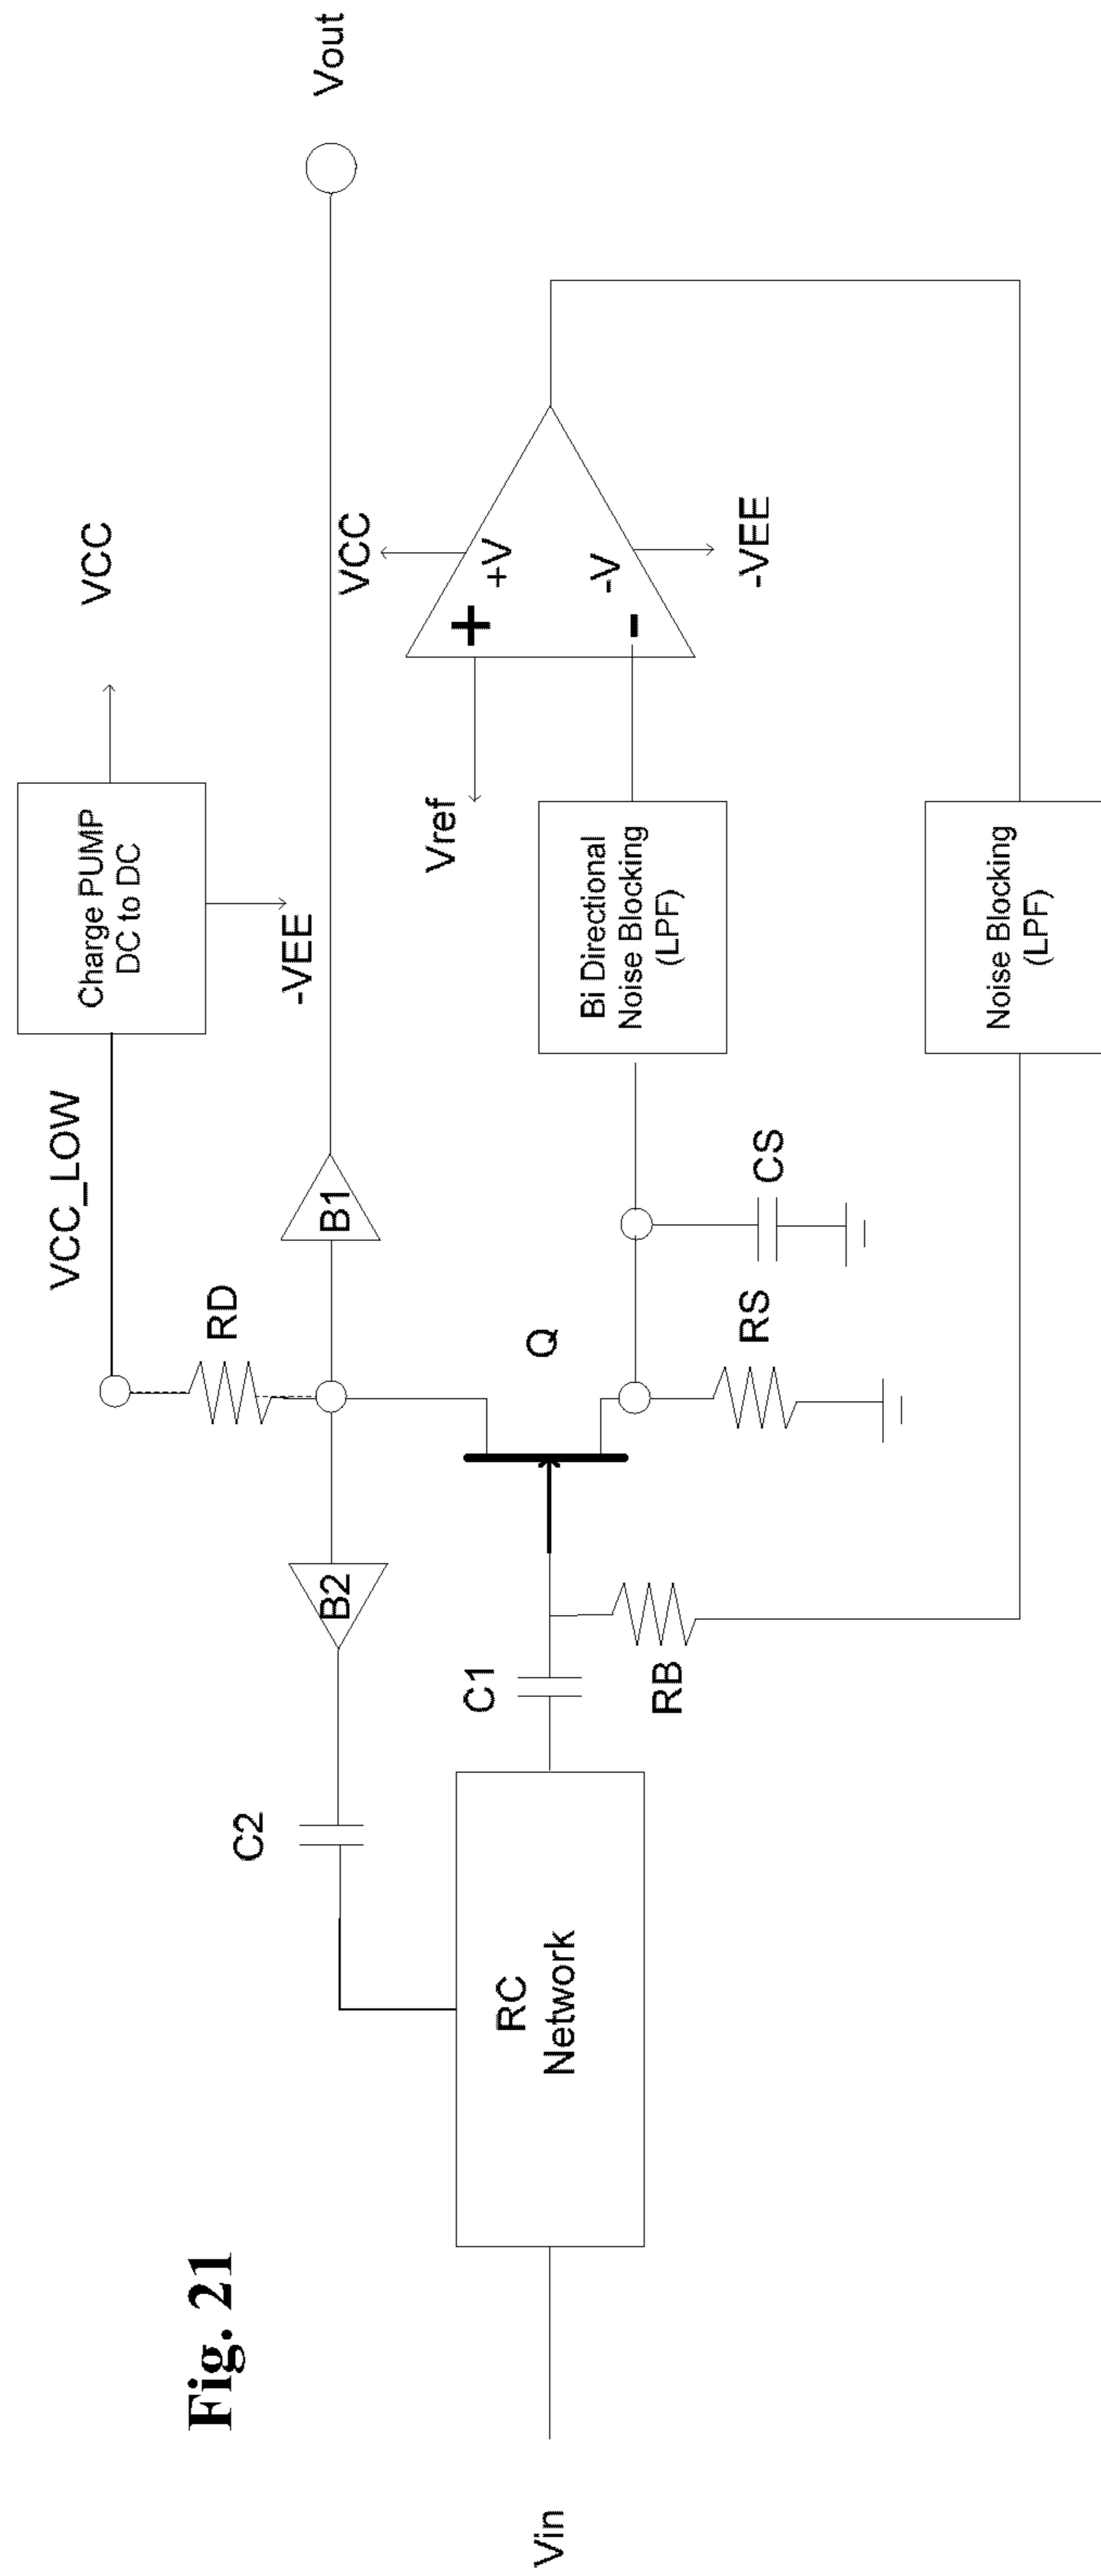 Fig. 21
VCC_LOW
Charge PUMP
DC to DC
VCC
-VEE
RD
B2
B1
Vout
C2
VCC
Vref
+
+V
-V
-
-VEE
Q
C1
RB
RS
CS
Bi Directional
Noise Blocking
(LPF)
Vin
RC
Network
Noise Blocking
(LPF)